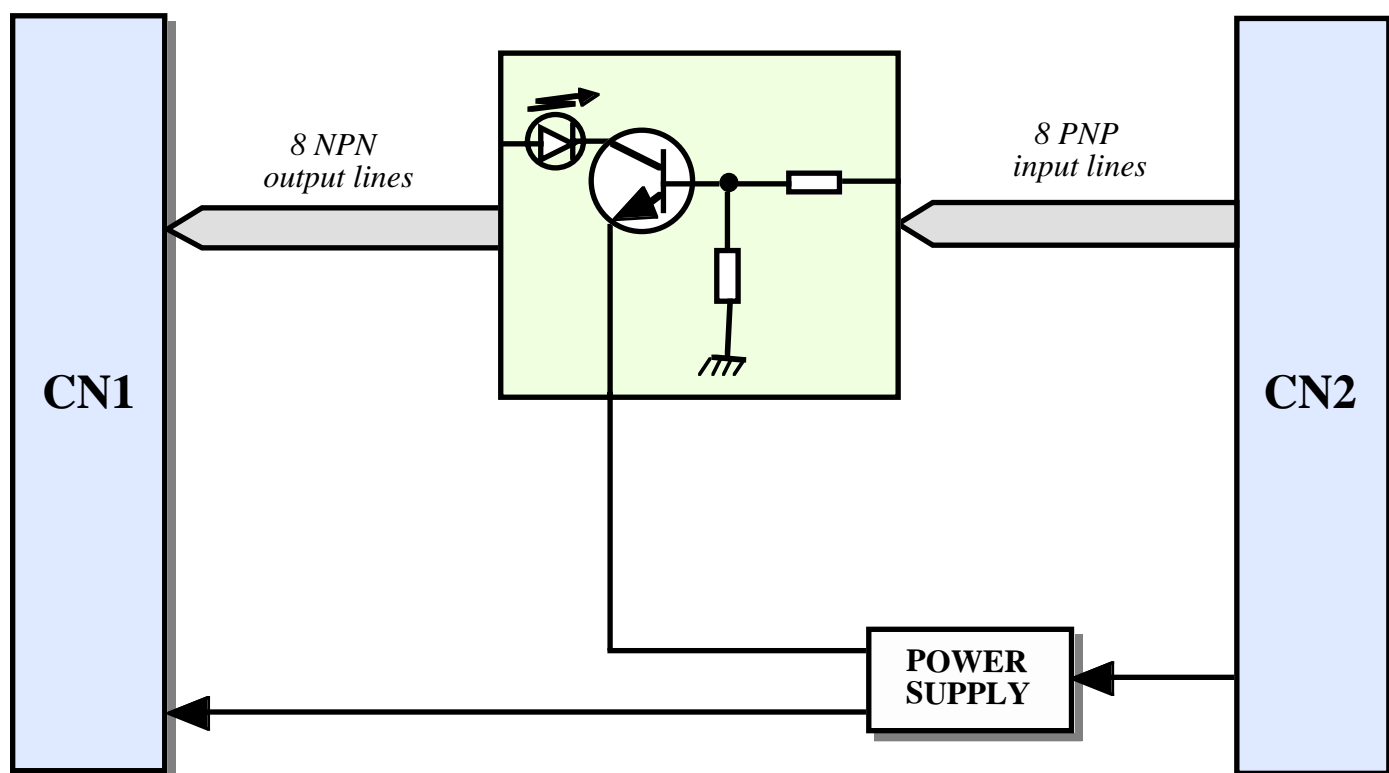 8 NPN
output lines
8 PNP
input lines
CN1
CN2
POWER
SUPPLY